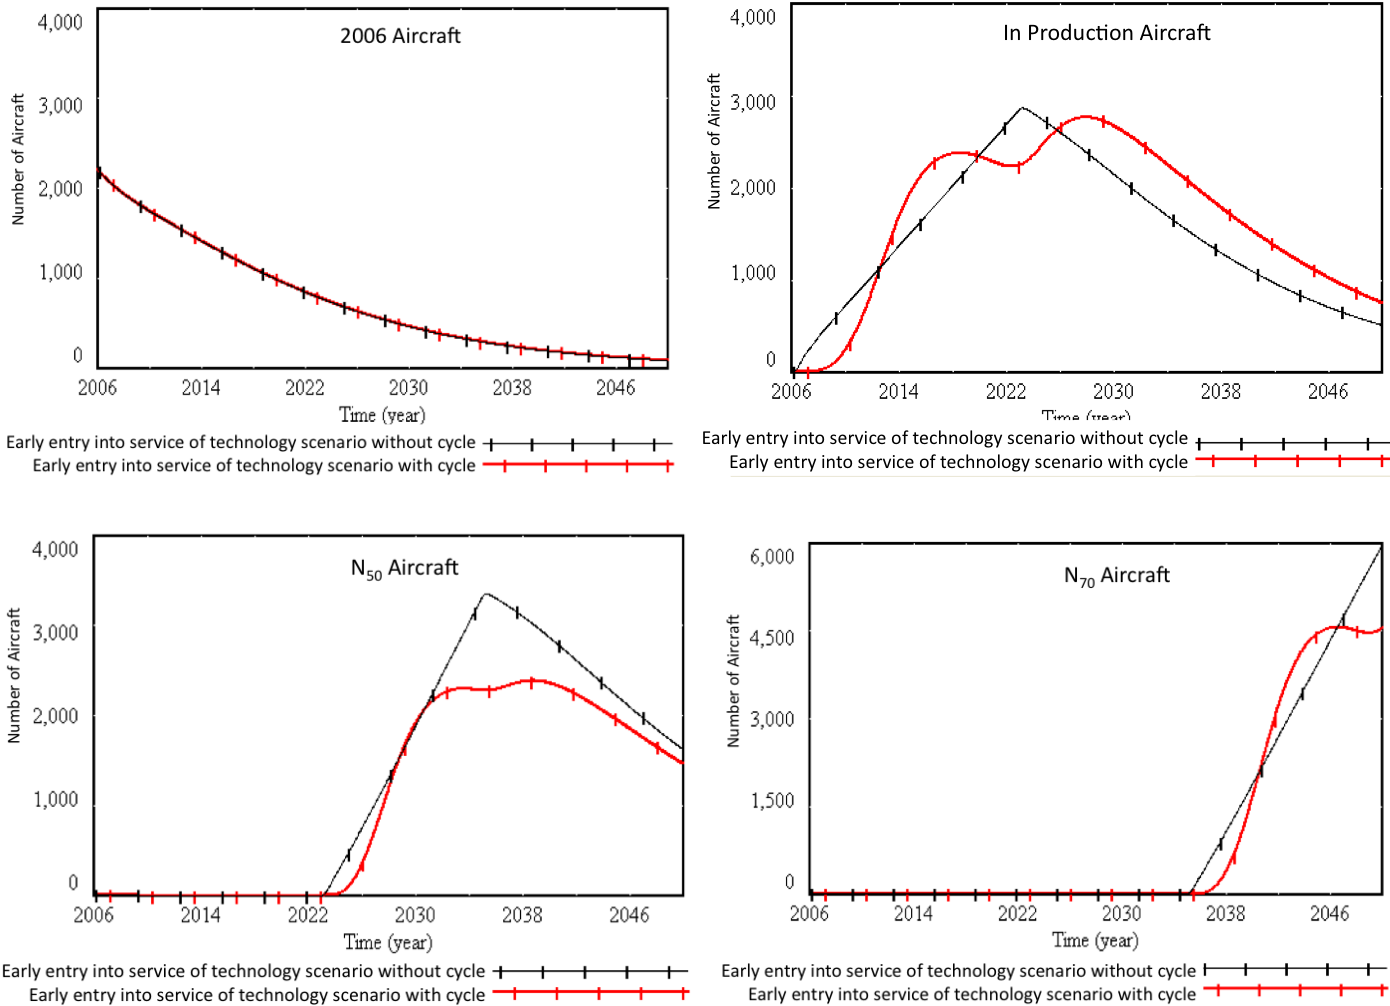 2006 Aircraft
4,000
3,000
2,000
1,000
0
Number of Aircraft
2006 2014 2022 2030 2038 2046
Time (year)
Early entry into service of technology scenario without cycle
Early entry into service of technology scenario with cycle
In Production Aircraft
4,000
3,000
2,000
1,000
0
Number of Aircraft
2006 2014 2022 2030 2038 2046
Time (year)
Early entry into service of technology scenario without cycle
Early entry into service of technology scenario with cycle
N50 Aircraft
4,000
3,000
2,000
1,000
0
Number of Aircraft
2006 2014 2022 2030 2038 2046
Time (year)
Early entry into service of technology scenario without cycle
Early entry into service of technology scenario with cycle
N70 Aircraft
6,000
4,500
3,000
1,500
0
Number of Aircraft
2006 2014 2022 2030 2038 2046
Time (year)
Early entry into service of technology scenario without cycle
Early entry into service of technology scenario with cycle